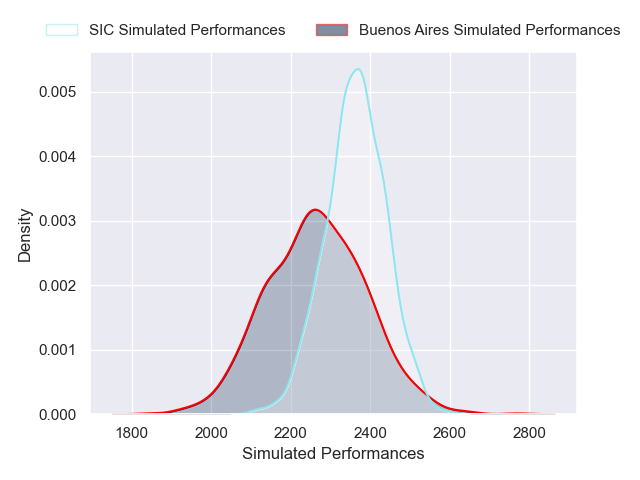 SIC Simulated Performances
Buenos Aires Simulated Performances
0.005
0.004
0.003
0.002
0.001
0.000
Density
1800 2000 2200 2400 2600 2800
Simulated Performances